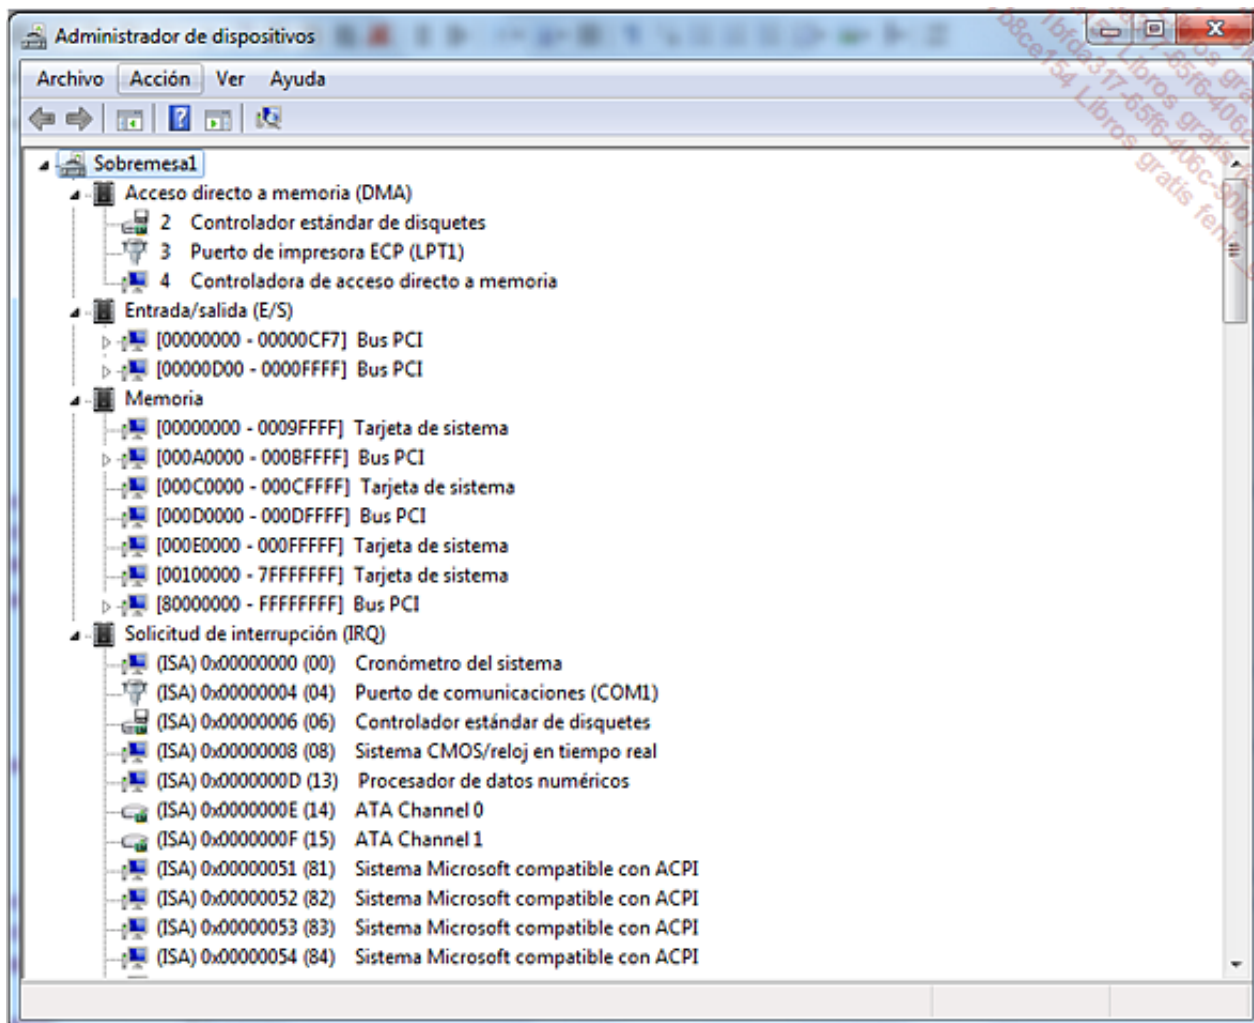 Administrador de dispositivos
Archivo Acción Ver Ayuda
Sobremesa1
Acceso directo a memoria (DMA)
2 Controlador estándar de disquetes
3 Puerto de impresora ECP (LPT1)
4 Controladora de acceso directo a memoria
Entrada/salida (E/S)
[00000000 - 00000CF7] Bus PCI
[00000D00 - 0000FFFF] Bus PCI
Memoria
[00000000 - 0009FFFF] Tarjeta de sistema
[000A0000 - 000BFFFF] Bus PCI
[000C0000 - 000CFFFF] Tarjeta de sistema
[000D0000 - 000DFFFF] Bus PCI
[000E0000 - 000FFFFF] Tarjeta de sistema
[00100000 - 7FFFFFFF] Tarjeta de sistema
[80000000 - FFFFFFFF] Bus PCI
Solicitud de interrupción (IRQ)
(ISA) 0x00000000 (00) Cronómetro del sistema
(ISA) 0x00000004 (04) Puerto de comunicaciones (COM1)
(ISA) 0x00000006 (06) Controlador estándar de disquetes
(ISA) 0x00000008 (08) Sistema CMOS/reloj en tiempo real
(ISA) 0x0000000D (13) Procesador de datos numéricos
(ISA) 0x0000000E (14) ATA Channel 0
(ISA) 0x0000000F (15) ATA Channel 1
(ISA) 0x00000051 (81) Sistema Microsoft compatible con ACPI
(ISA) 0x00000052 (82) Sistema Microsoft compatible con ACPI
(ISA) 0x00000053 (83) Sistema Microsoft compatible con ACPI
(ISA) 0x00000054 (84) Sistema Microsoft compatible con ACPI
Libros gratis